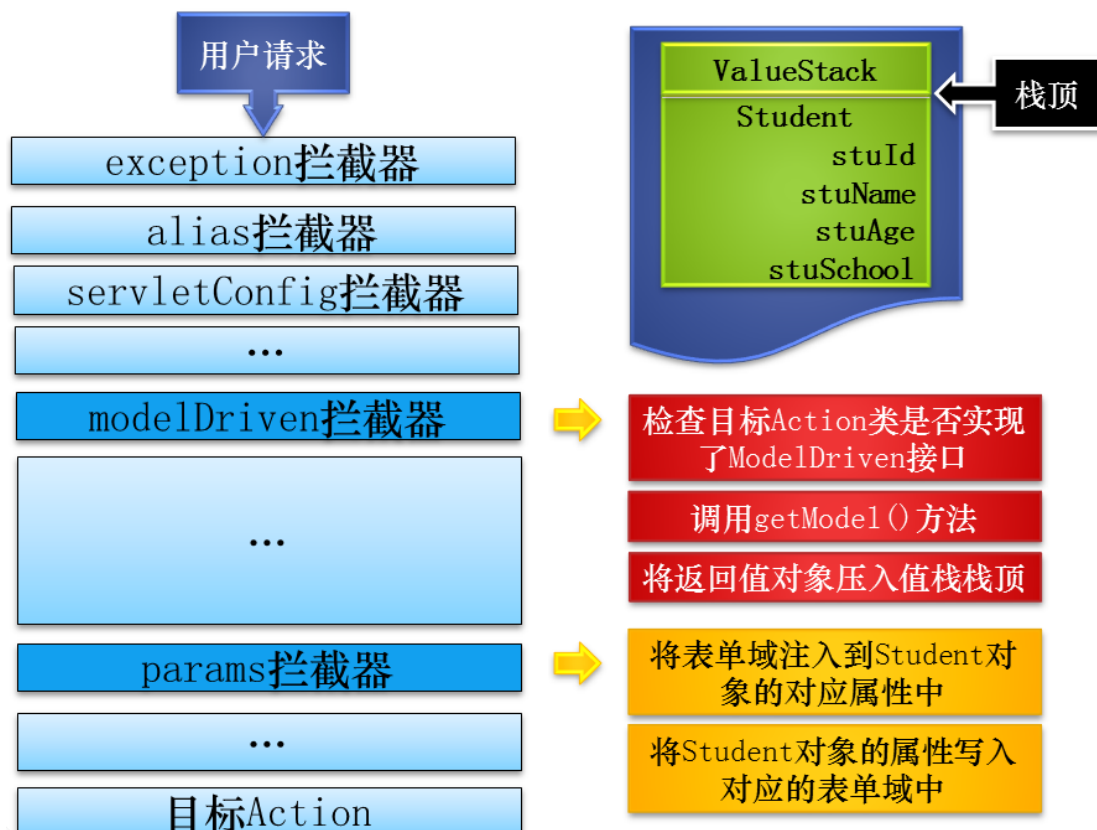 用户请求
exception拦截器
alias拦截器
servletConfig拦截器
...
modelDriven拦截器
...
params拦截器
...
目标Action
ValueStack
Student
stuId
stuName
stuAge
stuSchool
栈顶
检查目标Action类是否实现
了ModelDriven接口
调用getModel()方法
将返回值对象压入值栈栈顶
将表单域注入到Student对
象的对应属性中
将Student对象的属性写入
对应的表单域中